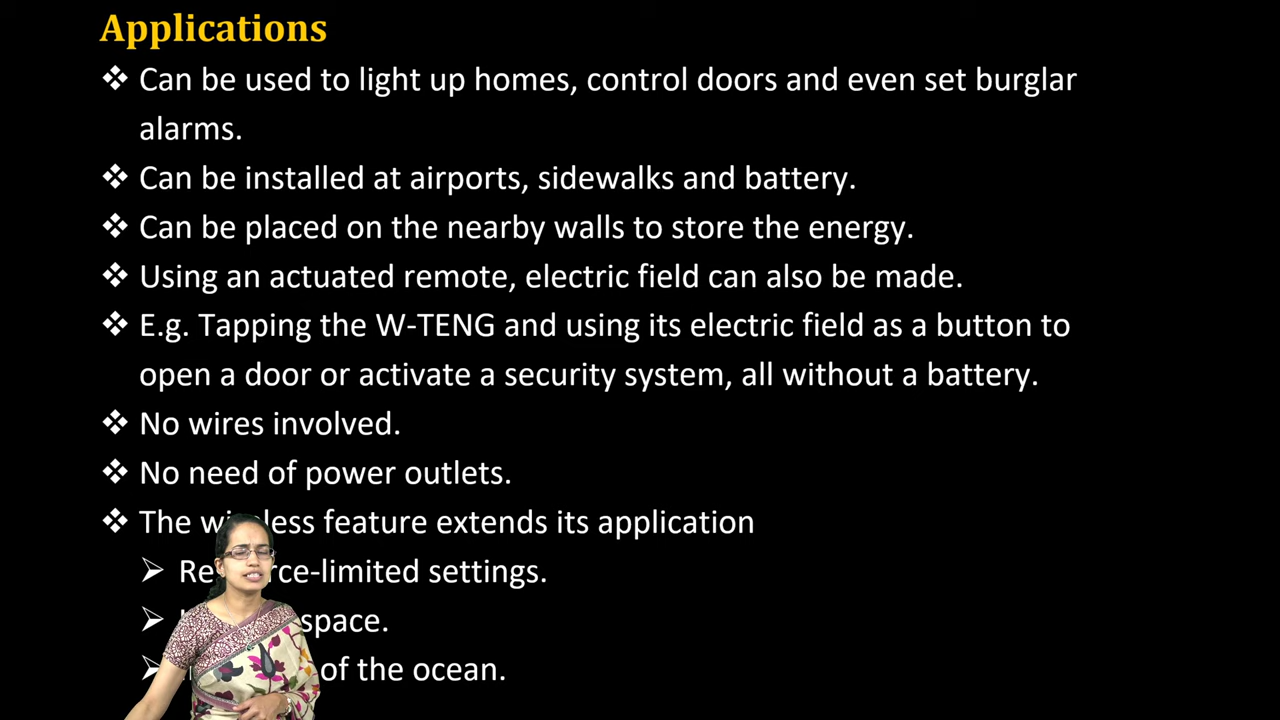 Applications
❖ Can be used to light up homes, control doors and even set burglar
alarms.
❖ Can be installed at airports, sidewalks and battery.
❖ Can be placed on the nearby walls to store the energy.
❖ Using an actuated remote, electric field can also be made.
❖ E.g. Tapping the W-TENG and using its electric field as a button to
open a door or activate a security system, all without a battery.
❖ No wires involved.
❖ No need of power outlets.
❖ The wireless feature extends its application
➢ Resource-limited settings.
➢ space.
➢ of the ocean.